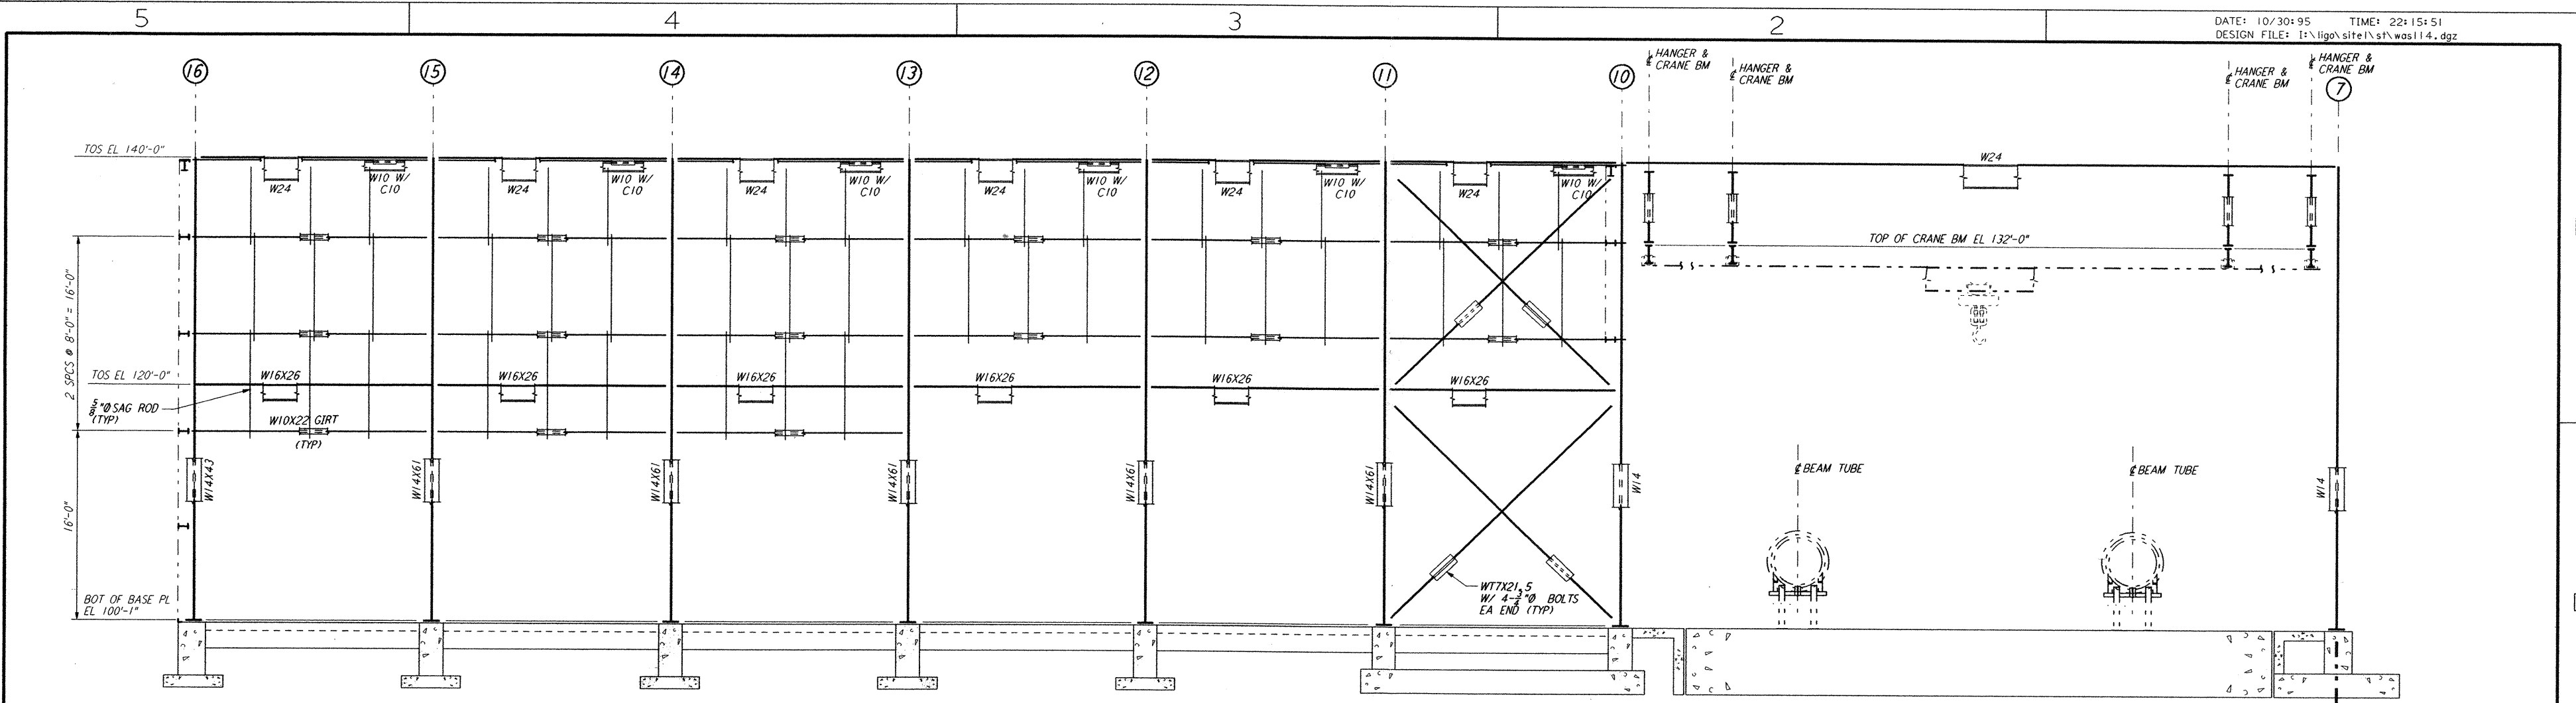 5 4 3 2
DATE: 10/30:95 TIME: 22:15:51
DESIGN FILE: I:\ligo\site1\st\wasl14.dgz
16 15 14 13 12 11 10 7
℄ HANGER &
CRANE BM
℄ HANGER &
CRANE BM
℄ HANGER &
CRANE BM
℄ HANGER &
CRANE BM
TOS EL 140'-0"
W24
W10 W/
C10
W24
W10 W/
C10
W24
W10 W/
C10
W24
W10 W/
C10
W24
W10 W/
C10
W24
W10 W/
C10
W24
TOP OF CRANE BM EL 132'-0"
2 SPCS @ 8'-0" = 16'-0"
TOS EL 120'-0"
W16X26
W16X26
W16X26
W16X26
W16X26
W16X26
5/8"Ø SAG ROD
(TYP)
W10X22 GIRT
(TYP)
16'-0"
W14X43
W14X61
W14X61
W14X61
W14X61
W14X61
W14
W14
℄ BEAM TUBE
℄ BEAM TUBE
WT7X21.5
W/ 4-3/4"Ø BOLTS
EA END (TYP)
BOT OF BASE PL
EL 100'-1"